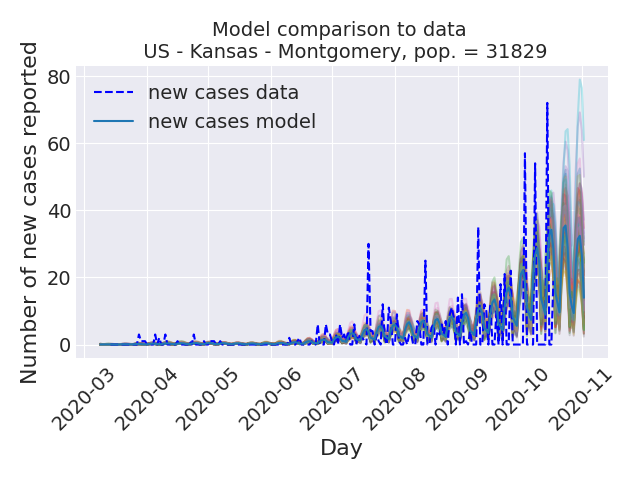 Model comparison to data
US - Kansas - Montgomery, pop. = 31829
Number of new cases reported
80
60
40
20
0
new cases data
new cases model
2020-03
2020-04
2020-05
2020-06
2020-07
2020-08
2020-09
2020-10
2020-11
Day